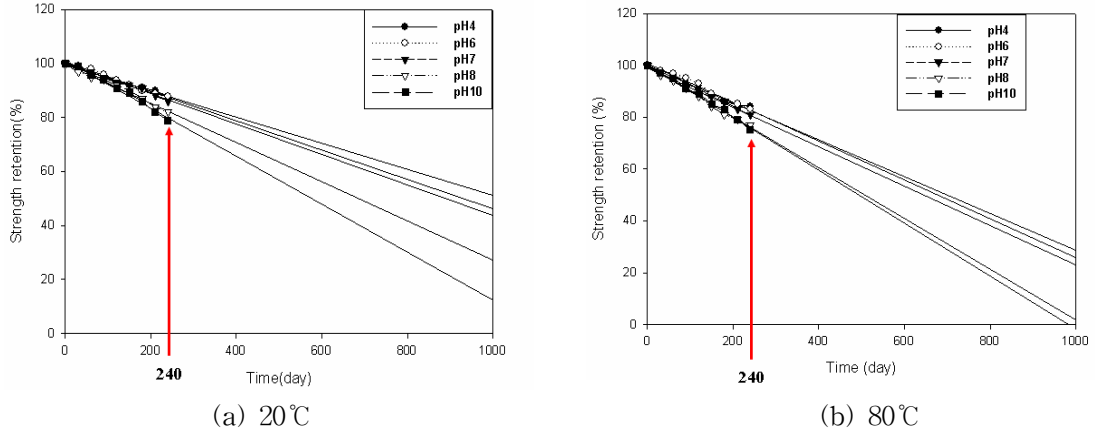 120
100
80
60
40
20
0
Strength retention(%)
0
200
400
600
800
1000
240
Time(day)
pH4
pH6
pH7
pH8
pH10
(a) 20℃
120
100
80
60
40
20
0
Strength retention (%)
0
200
400
600
800
1000
240
Time (day)
pH4
pH6
pH7
pH8
pH10
(b) 80℃